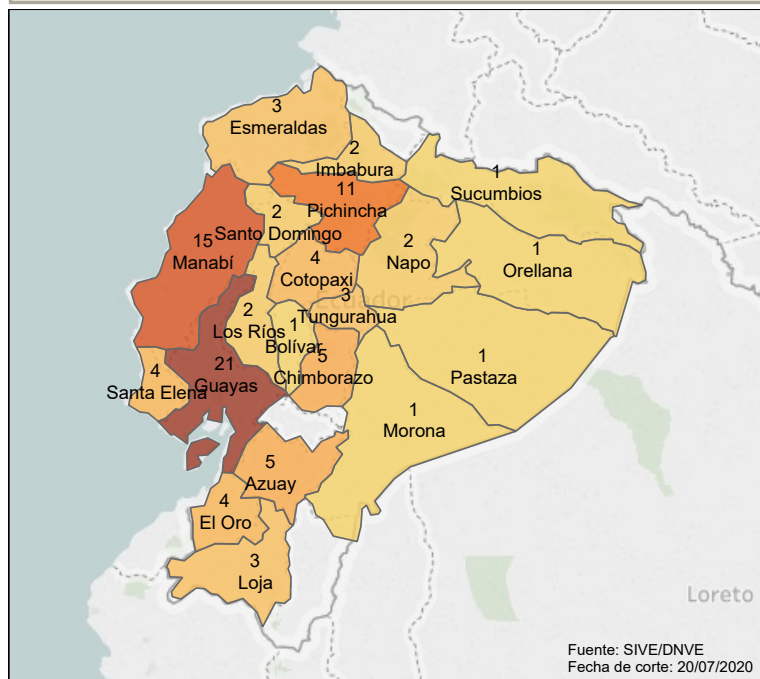 3
Esmeraldas
2
Imbabura
1
Sucumbios
11
Pichincha
2
Santo Domingo
15
Manabí
2
Napo
1
Orellana
4
Cotopaxi
Ecuador
3
Tungurahua
2
Los Ríos
1
Bolívar
5
Chimborazo
1
Pastaza
4
Santa Elena
21
Guayas
1
Morona
5
Azuay
4
El Oro
3
Loja
Loreto
Fuente: SIVE/DNVE
Fecha de corte: 20/07/2020